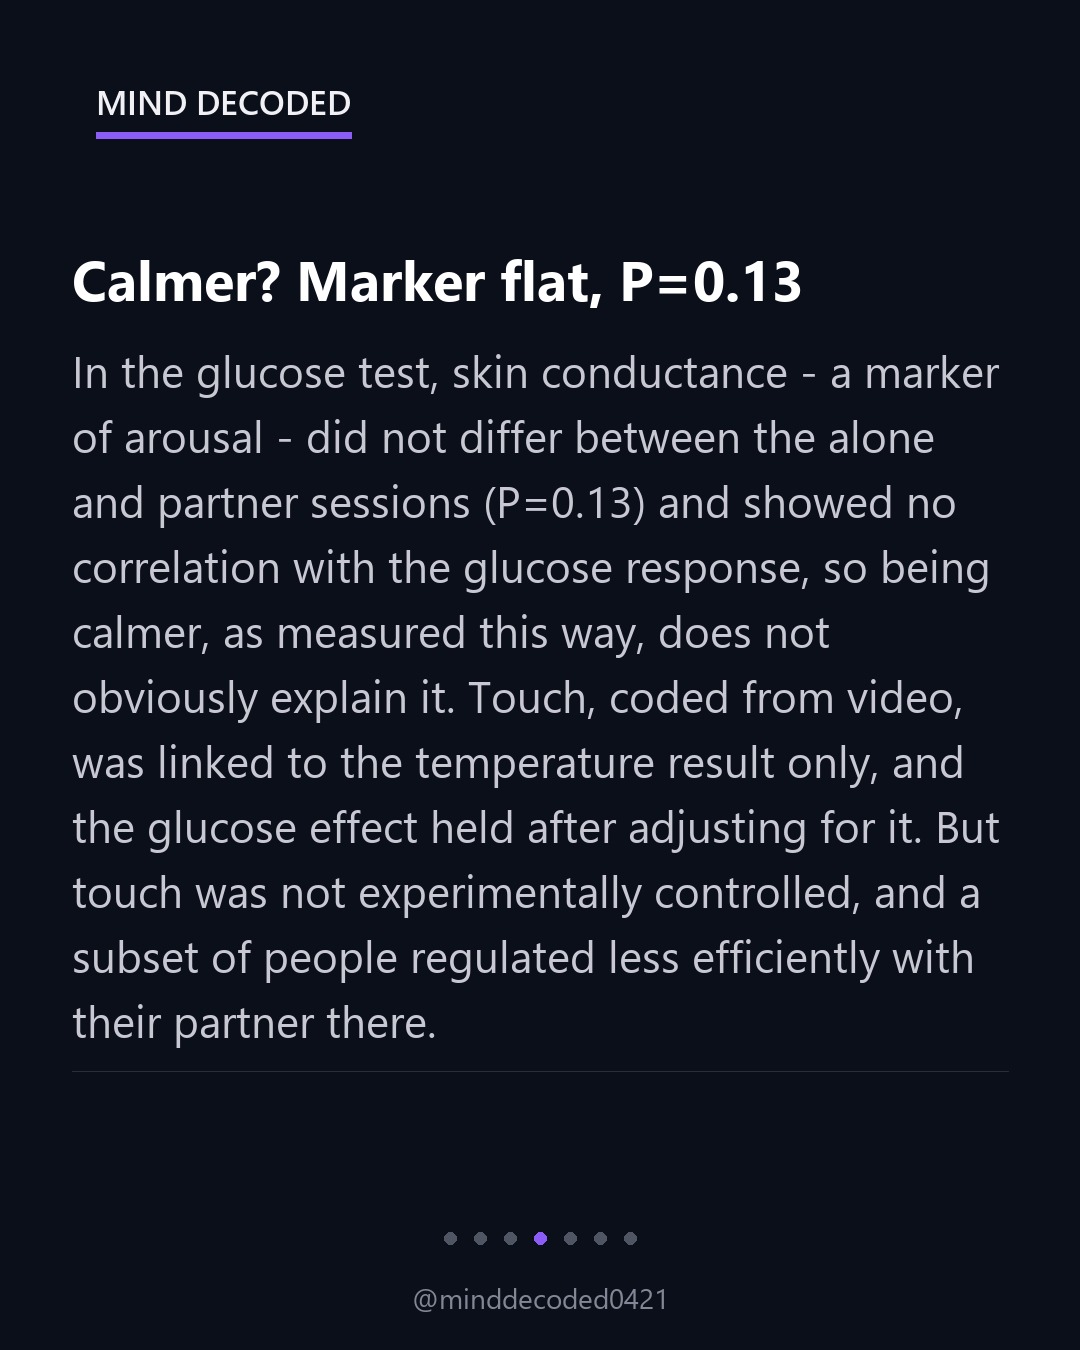 MIND DECODED
Calmer? Marker flat, P=0.13
In the glucose test, skin conductance - a marker
of arousal - did not differ between the alone
and partner sessions (P=0.13) and showed no
correlation with the glucose response, so being
calmer, as measured this way, does not
obviously explain it. Touch, coded from video,
was linked to the temperature result only, and
the glucose effect held after adjusting for it. But
touch was not experimentally controlled, and a
subset of people regulated less efficiently with
their partner there.
@minddecoded0421